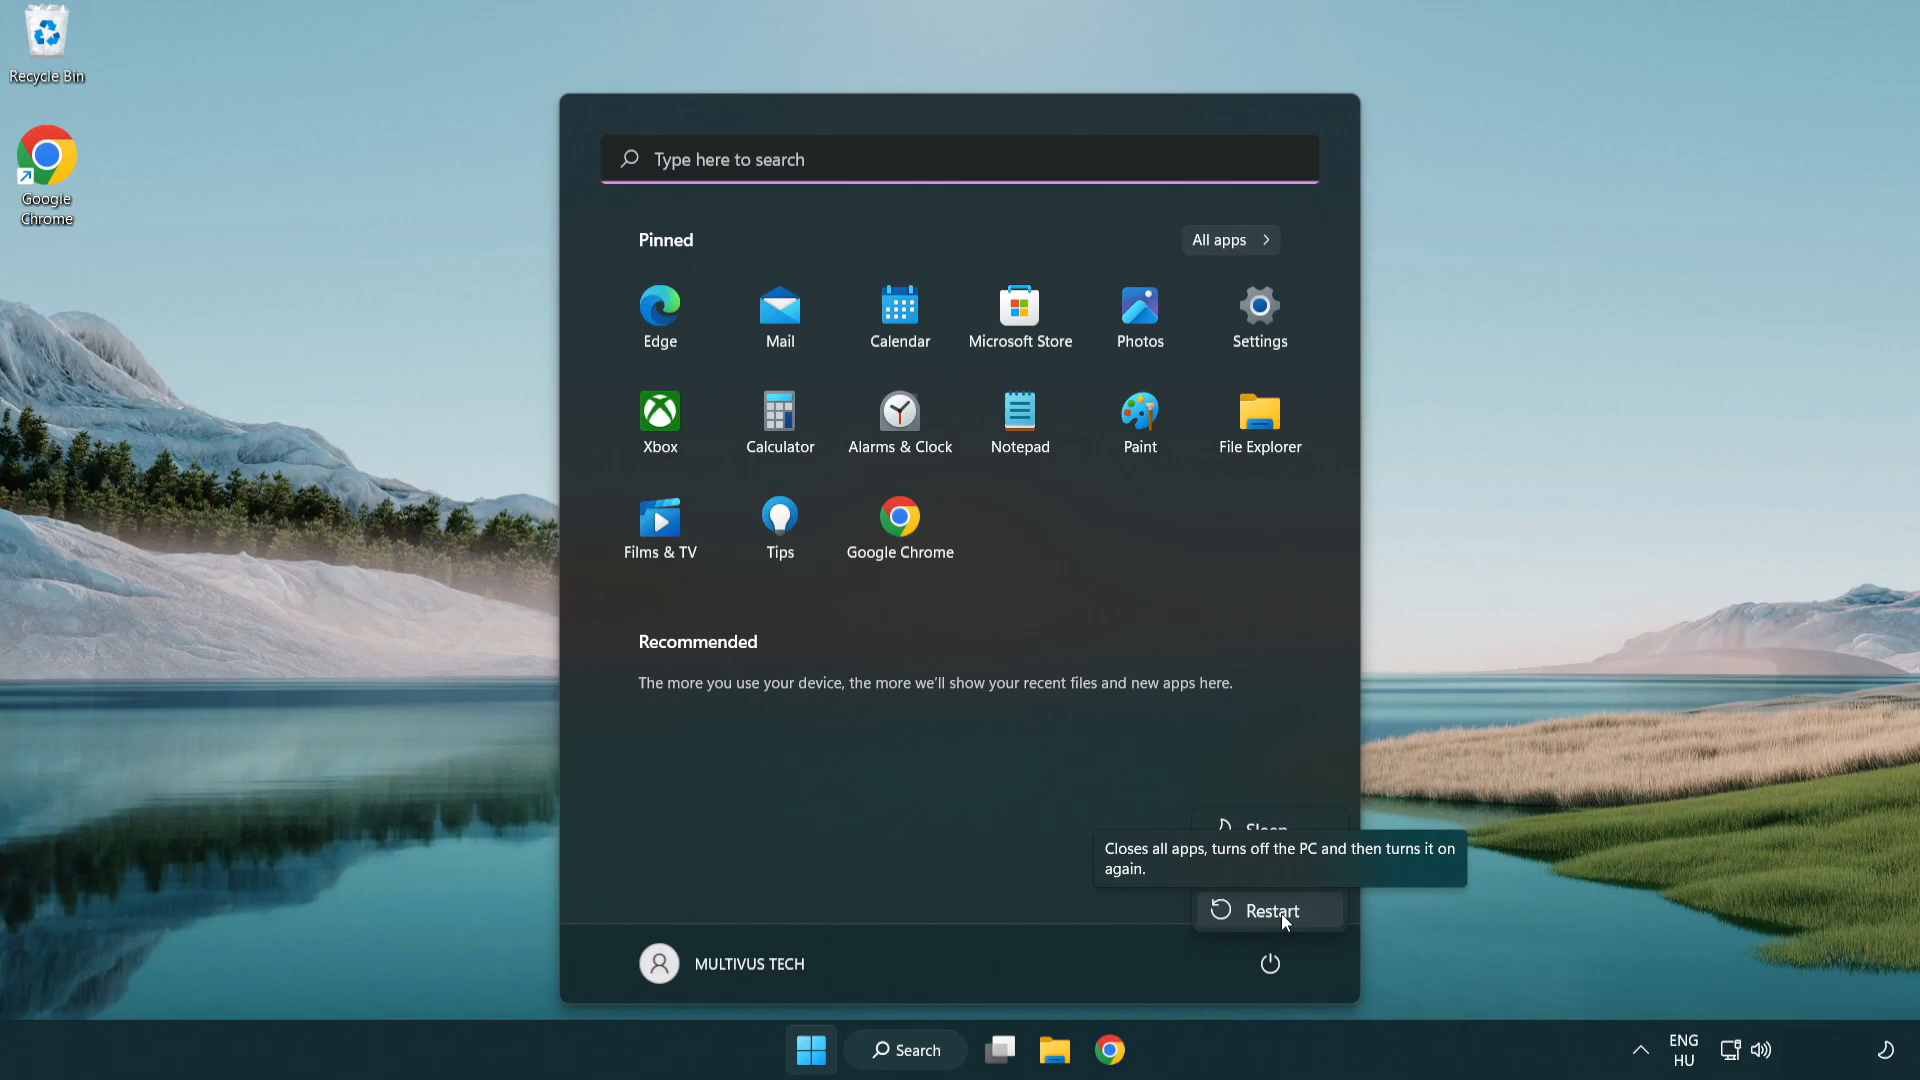 Recycle Bin
Google
Chrome
Type here to search
Pinned
All apps
Edge
Mail
Calendar
Microsoft Store
Photos
Settings
Xbox
Calculator
Alarms & Clock
Notepad
Paint
File Explorer
Films & TV
Tips
Google Chrome
Recommended
The more you use your device, the more we'll show your recent files and new apps here.
Sleep
Closes all apps, turns off the PC and then turns it on
again.
Restart
MULTIVUS TECH
Search
ENG
HU